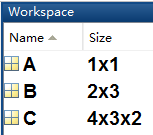 Workspace
Name Size
A 1x1
B 2x3
C 4x3x2